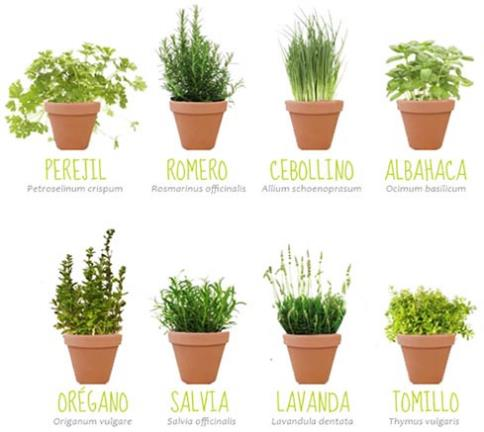 PEREJIL
Petroselinum crispum
ROMERO
Rosmarinus officinalis
CEBOLLINO
Allium schoenoprasum
ALBAHACA
Ocimum basilicum
ORÉGANO
Origanum vulgare
SALVIA
Salvia officinalis
LAVANDA
Lavandula dentata
TOMILLO
Thymus vulgaris